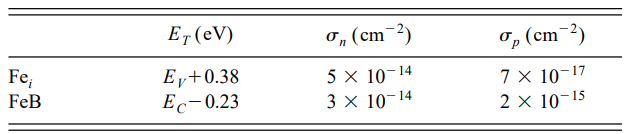 E_T (eV) σ_n (cm⁻²) σ_p (cm⁻²)
Fe_i E_V+0.38 5 × 10⁻¹⁴ 7 × 10⁻¹⁷
FeB E_C−0.23 3 × 10⁻¹⁴ 2 × 10⁻¹⁵